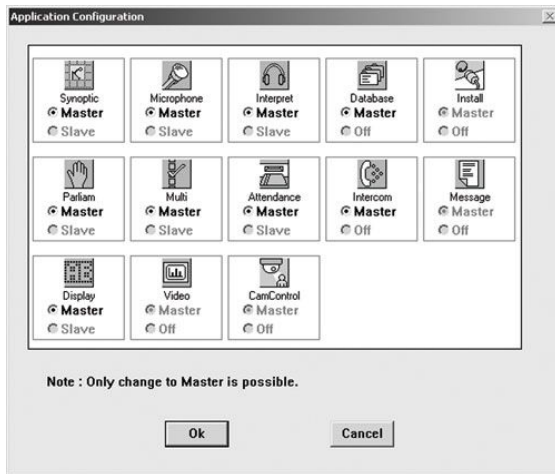 Application Configuration
Synoptic Microphone Interpret Database Install
Master Master Master Master Master
Slave Slave Slave Off Off
Parliam Multi Attendance Intercom Message
Master Master Master Master Master
Slave Slave Slave Off Off
Display Video CamControl
Master Master Master
Slave Off Off
Note : Only change to Master is possible.
Ok Cancel